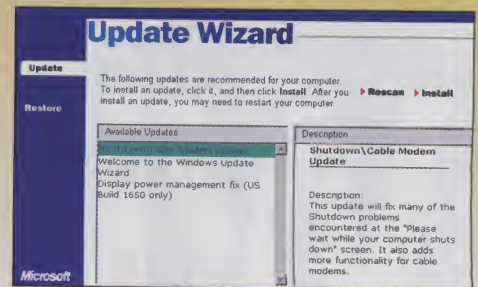 Update Wizard
Update
Restore
The following updates are recommended for your computer.
To install an update, click it, and then click Install After you
install an update, you may need to restart your computer
Rescan Install
Available Updates
Shutdown\Cable Modem Update
Welcome to the Windows Update
Wizard
Display power management fix (US
Build 1650 only)
Description
Shutdown\Cable Modem
Update
Description:
This update will fix many of the
Shutdown problems
encountered at the "Please
wait while your computer shuts
down" screen. It also adds
more functionality for cable
modems.
Microsoft